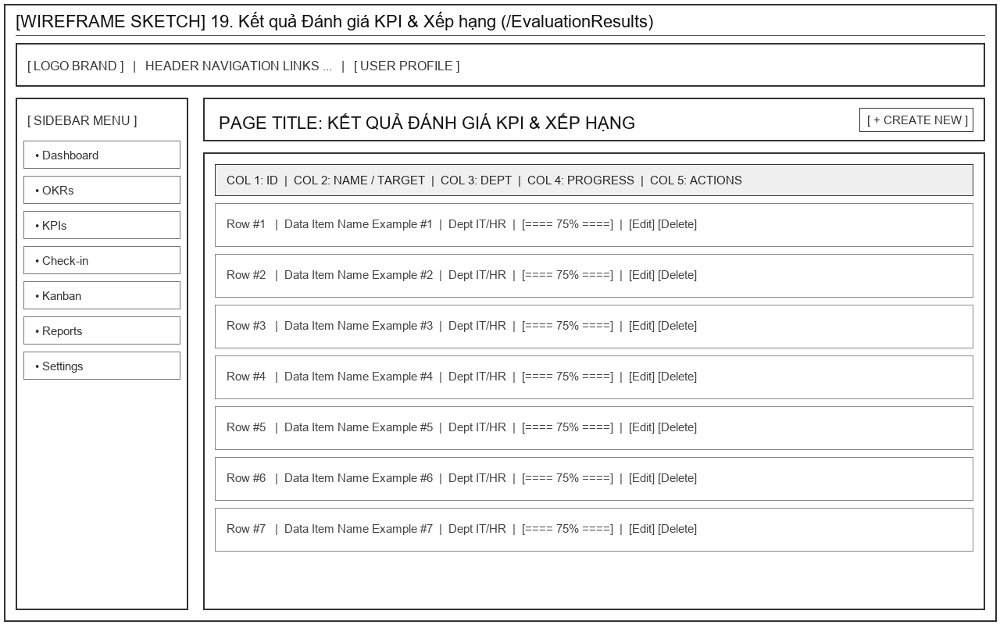 [WIREFRAME SKETCH] 19. Kết quả Đánh giá KPI & Xếp hạng (/EvaluationResults)
[ LOGO BRAND ] | HEADER NAVIGATION LINKS ... | [ USER PROFILE ]
[ SIDEBAR MENU ]
• Dashboard
• OKRs
• KPIs
• Check-in
• Kanban
• Reports
• Settings
PAGE TITLE: KẾT QUẢ ĐÁNH GIÁ KPI & XẾP HẠNG
[ + CREATE NEW ]
COL 1: ID | COL 2: NAME / TARGET | COL 3: DEPT | COL 4: PROGRESS | COL 5: ACTIONS
Row #1 | Data Item Name Example #1 | Dept IT/HR | [==== 75% ====] | [Edit] [Delete]
Row #2 | Data Item Name Example #2 | Dept IT/HR | [==== 75% ====] | [Edit] [Delete]
Row #3 | Data Item Name Example #3 | Dept IT/HR | [==== 75% ====] | [Edit] [Delete]
Row #4 | Data Item Name Example #4 | Dept IT/HR | [==== 75% ====] | [Edit] [Delete]
Row #5 | Data Item Name Example #5 | Dept IT/HR | [==== 75% ====] | [Edit] [Delete]
Row #6 | Data Item Name Example #6 | Dept IT/HR | [==== 75% ====] | [Edit] [Delete]
Row #7 | Data Item Name Example #7 | Dept IT/HR | [==== 75% ====] | [Edit] [Delete]